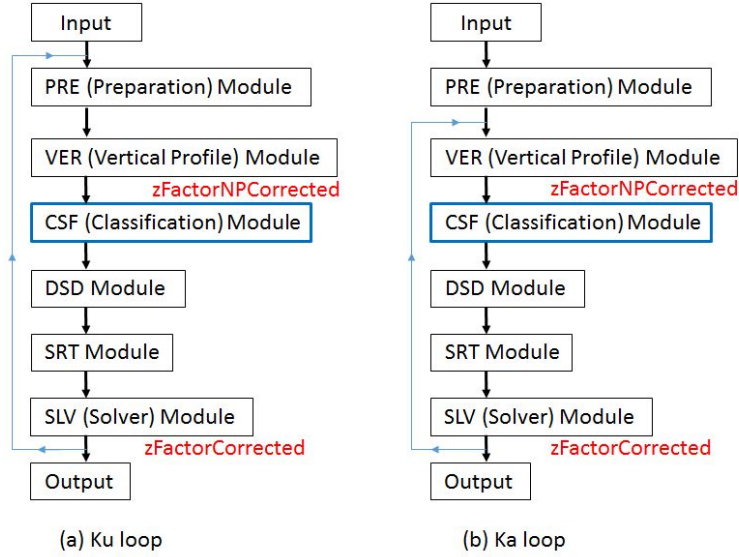 Input
PRE (Preparation) Module
VER (Vertical Profile) Module
zFactorNPCorrected
CSF (Classification) Module
DSD Module
SRT Module
SLV (Solver) Module
zFactorCorrected
Output
(a) Ku loop
Input
PRE (Preparation) Module
VER (Vertical Profile) Module
zFactorNPCorrected
CSF (Classification) Module
DSD Module
SRT Module
SLV (Solver) Module
zFactorCorrected
Output
(b) Ka loop